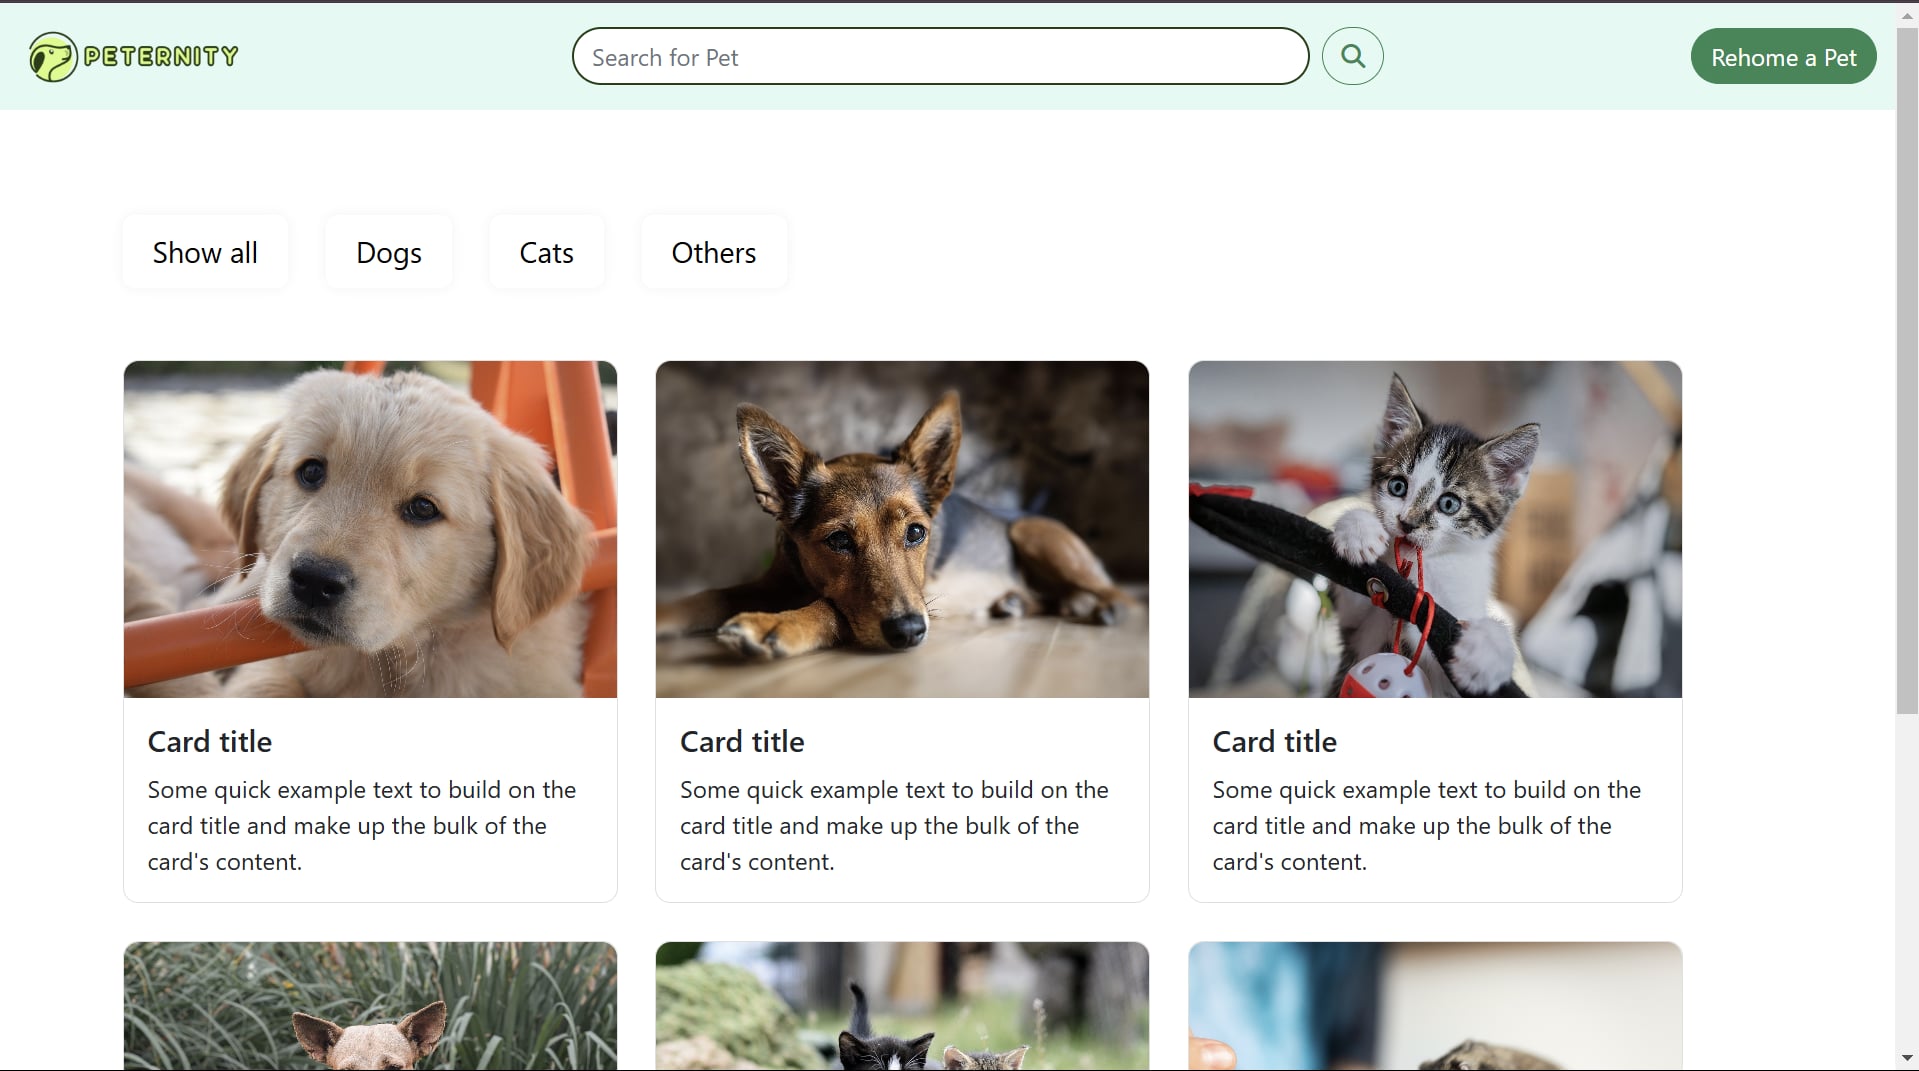 PETERNITY
Search for Pet
Rehome a Pet
Show all
Dogs
Cats
Others
Card title
Some quick example text to build on the
card title and make up the bulk of the
card's content.
Card title
Some quick example text to build on the
card title and make up the bulk of the
card's content.
Card title
Some quick example text to build on the
card title and make up the bulk of the
card's content.